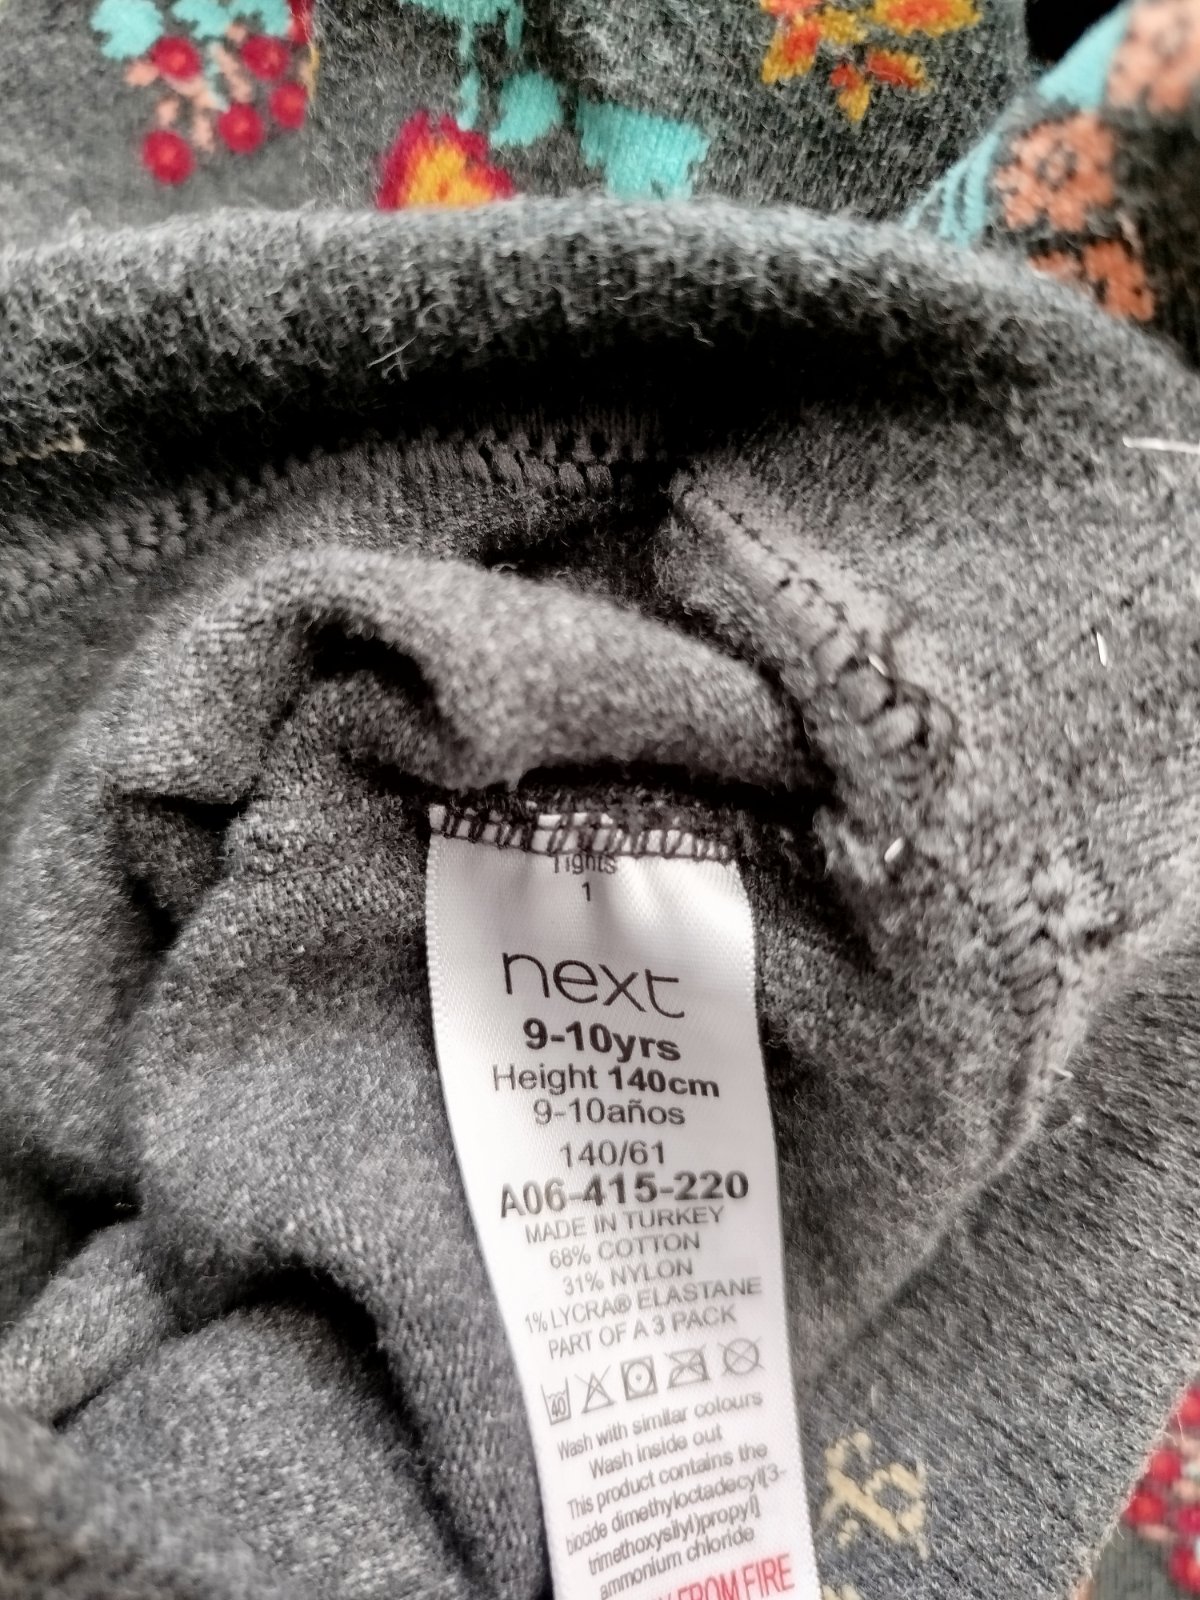 Tights
1
next
9-10yrs
Height 140cm
9-10años
140/61
A06-415-220
MADE IN TURKEY
68% COTTON
31% NYLON
1% LYCRA® ELASTANE
PART OF A 3 PACK
40
Wash with similar colours
Wash inside out
This product contains the
biocide dimethyloctadecyl[3-
trimethoxysilyl)propyl]
ammonium chloride
FROM FIRE